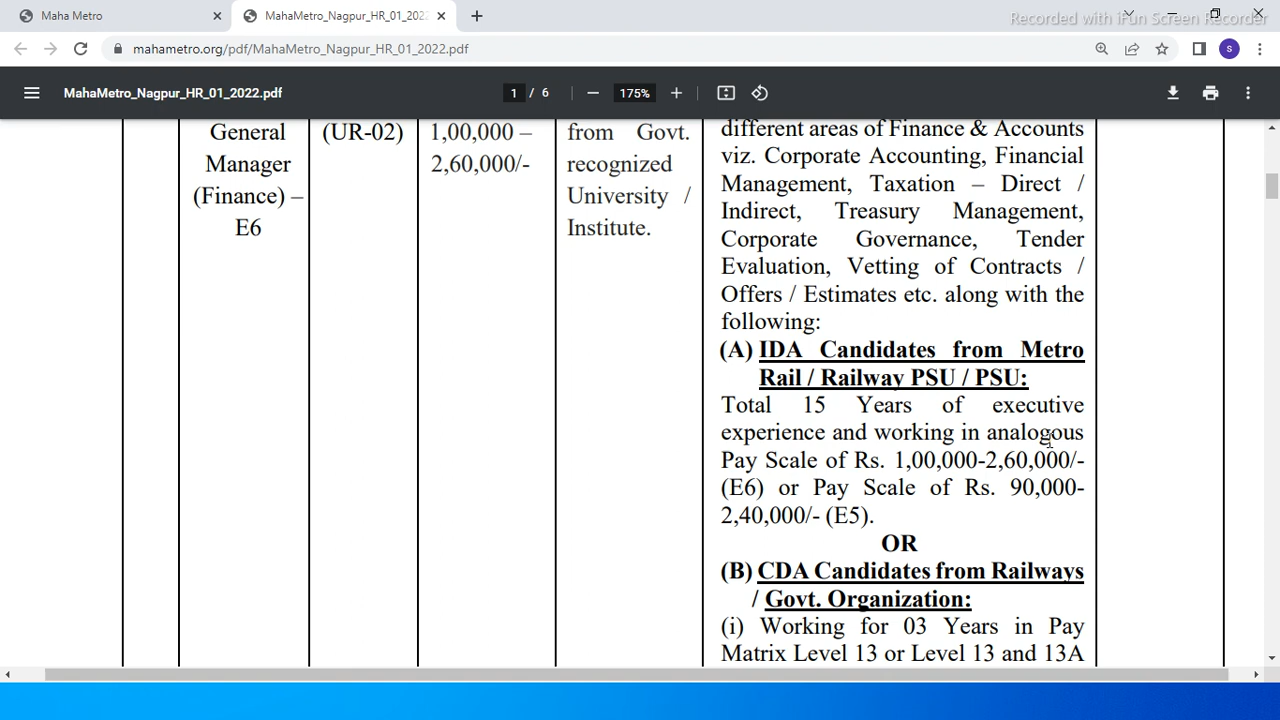 Maha Metro
MahaMetro_Nagpur_HR_01_2022
Recorded with iFun Screen Recorder
mahametro.org/pdf/MahaMetro_Nagpur_HR_01_2022.pdf
S
MahaMetro_Nagpur_HR_01_2022.pdf
1 / 6
175%
General
Manager
(Finance) –
E6
(UR-02)
1,00,000 –
2,60,000/-
from Govt.
recognized
University /
Institute.
different areas of Finance & Accounts
viz. Corporate Accounting, Financial
Management, Taxation – Direct /
Indirect, Treasury Management,
Corporate Governance, Tender
Evaluation, Vetting of Contracts /
Offers / Estimates etc. along with the
following:
(A) IDA Candidates from Metro
Rail / Railway PSU / PSU:
Total 15 Years of executive
experience and working in analogous
Pay Scale of Rs. 1,00,000-2,60,000/-
(E6) or Pay Scale of Rs. 90,000-
2,40,000/- (E5).
OR
(B) CDA Candidates from Railways
/ Govt. Organization:
(i) Working for 03 Years in Pay
Matrix Level 13 or Level 13 and 13A